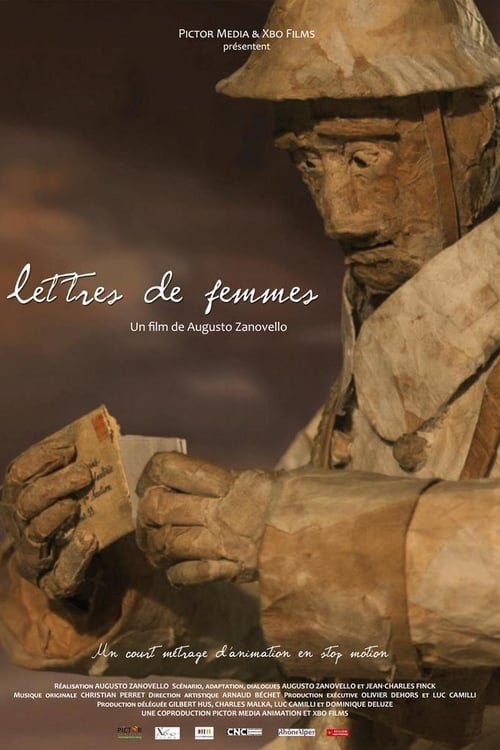 Pictor Media & Xbo Films
présentent
lettres de femmes
Un film de Augusto Zanovello
Un court métrage d'animation en stop motion
Réalisation AUGUSTO ZANOVELLO Scénario, adaptation, dialogues AUGUSTO ZANOVELLO et JEAN-CHARLES FINCK
Musique originale CHRISTIAN PERRET Direction artistique ARNAUD BÉCHET Production exécutive OLIVIER DEHORS et LUC CAMILLI
Production déléguée GILBERT HUS, CHARLES MALKA, LUC CAMILLI et DOMINIQUE DELUZE
UNE COPRODUCTION PICTOR MEDIA ANIMATION ET XBO FILMS
PICTOR CNC RhôneAlpes